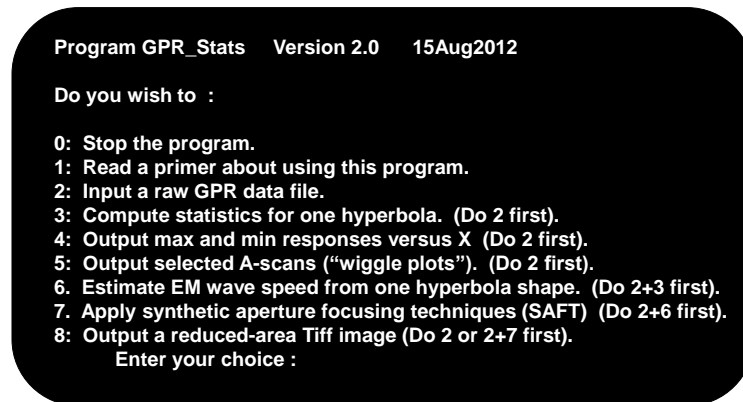 Program GPR_Stats Version 2.0 15Aug2012
Do you wish to :
0: Stop the program.
1: Read a primer about using this program.
2: Input a raw GPR data file.
3: Compute statistics for one hyperbola. (Do 2 first).
4: Output max and min responses versus X (Do 2 first).
5: Output selected A-scans (“wiggle plots”). (Do 2 first).
6. Estimate EM wave speed from one hyperbola shape. (Do 2+3 first).
7. Apply synthetic aperture focusing techniques (SAFT) (Do 2+6 first).
8: Output a reduced-area Tiff image (Do 2 or 2+7 first).
Enter your choice :